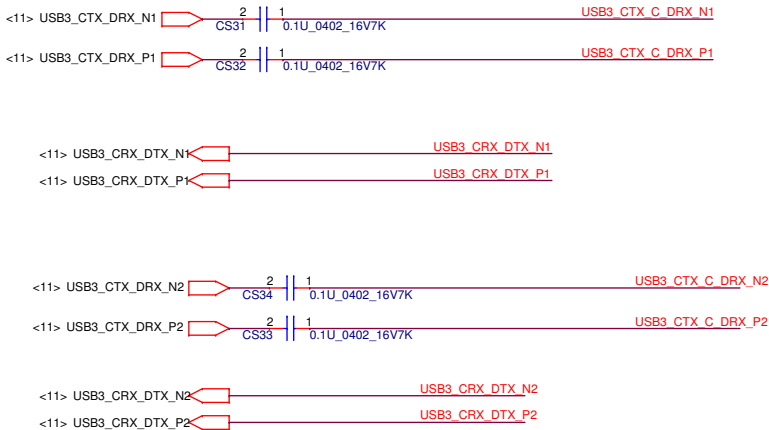 <11> USB3_CTX_DRX_N1 2 1 USB3_CTX_C_DRX_N1
CS31 0.1U_0402_16V7K
<11> USB3_CTX_DRX_P1 2 1 USB3_CTX_C_DRX_P1
CS32 0.1U_0402_16V7K
<11> USB3_CRX_DTX_N1 USB3_CRX_DTX_N1
<11> USB3_CRX_DTX_P1 USB3_CRX_DTX_P1
<11> USB3_CTX_DRX_N2 2 1 USB3_CTX_C_DRX_N2
CS34 0.1U_0402_16V7K
<11> USB3_CTX_DRX_P2 2 1 USB3_CTX_C_DRX_P2
CS33 0.1U_0402_16V7K
<11> USB3_CRX_DTX_N2 USB3_CRX_DTX_N2
<11> USB3_CRX_DTX_P2 USB3_CRX_DTX_P2